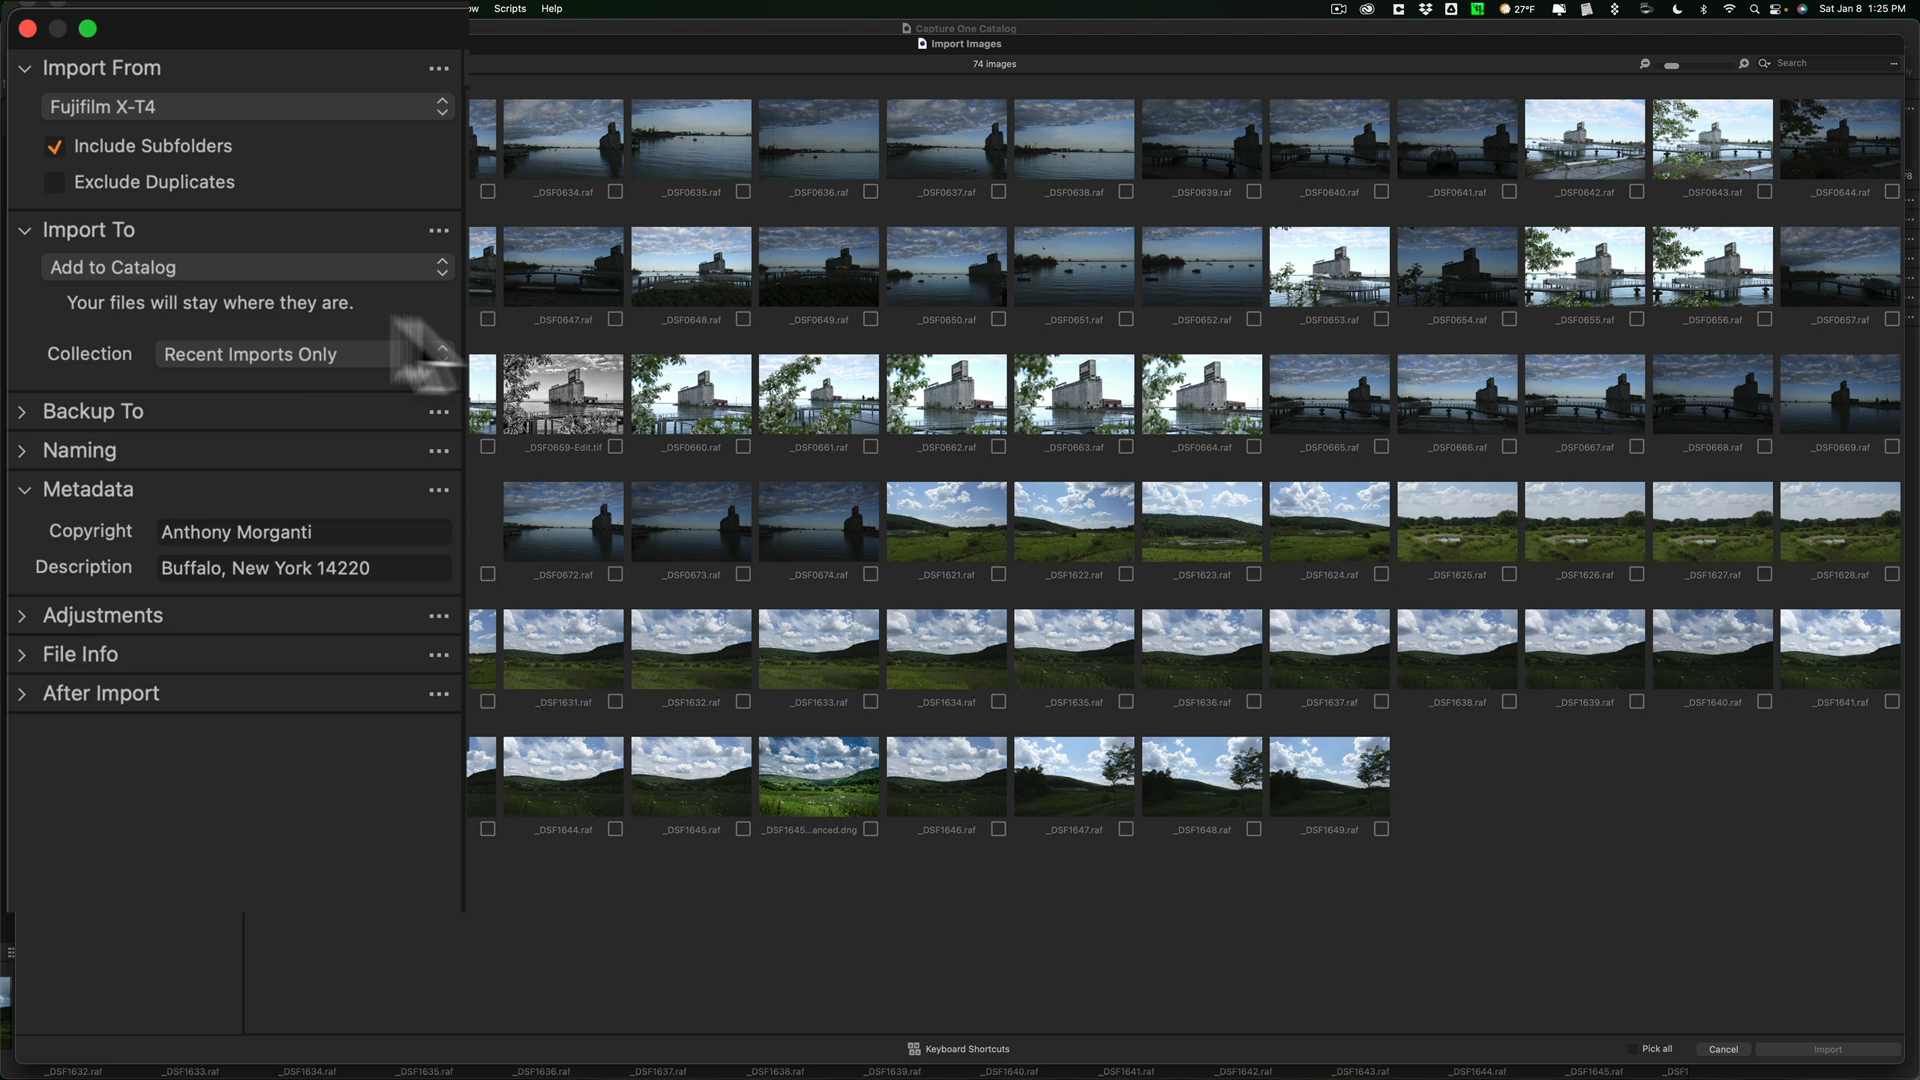 ow Scripts Help
27°F
Sat Jan 8 1:25 PM
Capture One Catalog
Import Images
74 images
Search
Import From
Fujifilm X-T4
Include Subfolders
Exclude Duplicates
Import To
Add to Catalog
Your files will stay where they are.
Collection Recent Imports Only
Backup To
Naming
Metadata
Copyright Anthony Morganti
Description Buffalo, New York 14220
Adjustments
File Info
After Import
_DSF0634.raf _DSF0635.raf _DSF0636.raf _DSF0637.raf _DSF0638.raf _DSF0639.raf _DSF0640.raf _DSF0641.raf _DSF0642.raf _DSF0643.raf _DSF0644.raf
_DSF0647.raf _DSF0648.raf _DSF0649.raf _DSF0650.raf _DSF0651.raf _DSF0652.raf _DSF0653.raf _DSF0654.raf _DSF0655.raf _DSF0656.raf _DSF0657.raf
_DSF0659-Edit.tif _DSF0660.raf _DSF0661.raf _DSF0662.raf _DSF0663.raf _DSF0664.raf _DSF0665.raf _DSF0666.raf _DSF0667.raf _DSF0668.raf _DSF0669.raf
_DSF0672.raf _DSF0673.raf _DSF0674.raf _DSF1621.raf _DSF1622.raf _DSF1623.raf _DSF1624.raf _DSF1625.raf _DSF1626.raf _DSF1627.raf _DSF1628.raf
_DSF1631.raf _DSF1632.raf _DSF1633.raf _DSF1634.raf _DSF1635.raf _DSF1636.raf _DSF1637.raf _DSF1638.raf _DSF1639.raf _DSF1640.raf _DSF1641.raf
_DSF1644.raf _DSF1645.raf _DSF1645...anced.dng _DSF1646.raf _DSF1647.raf _DSF1648.raf _DSF1649.raf
Keyboard Shortcuts
Pick all Cancel Import
_DSF1632.raf _DSF1633.raf _DSF1634.raf _DSF1635.raf _DSF1636.raf _DSF1637.raf _DSF1638.raf _DSF1639.raf _DSF1640.raf _DSF1641.raf _DSF1642.raf _DSF1643.raf _DSF1644.raf _DSF1645.raf _DSF1